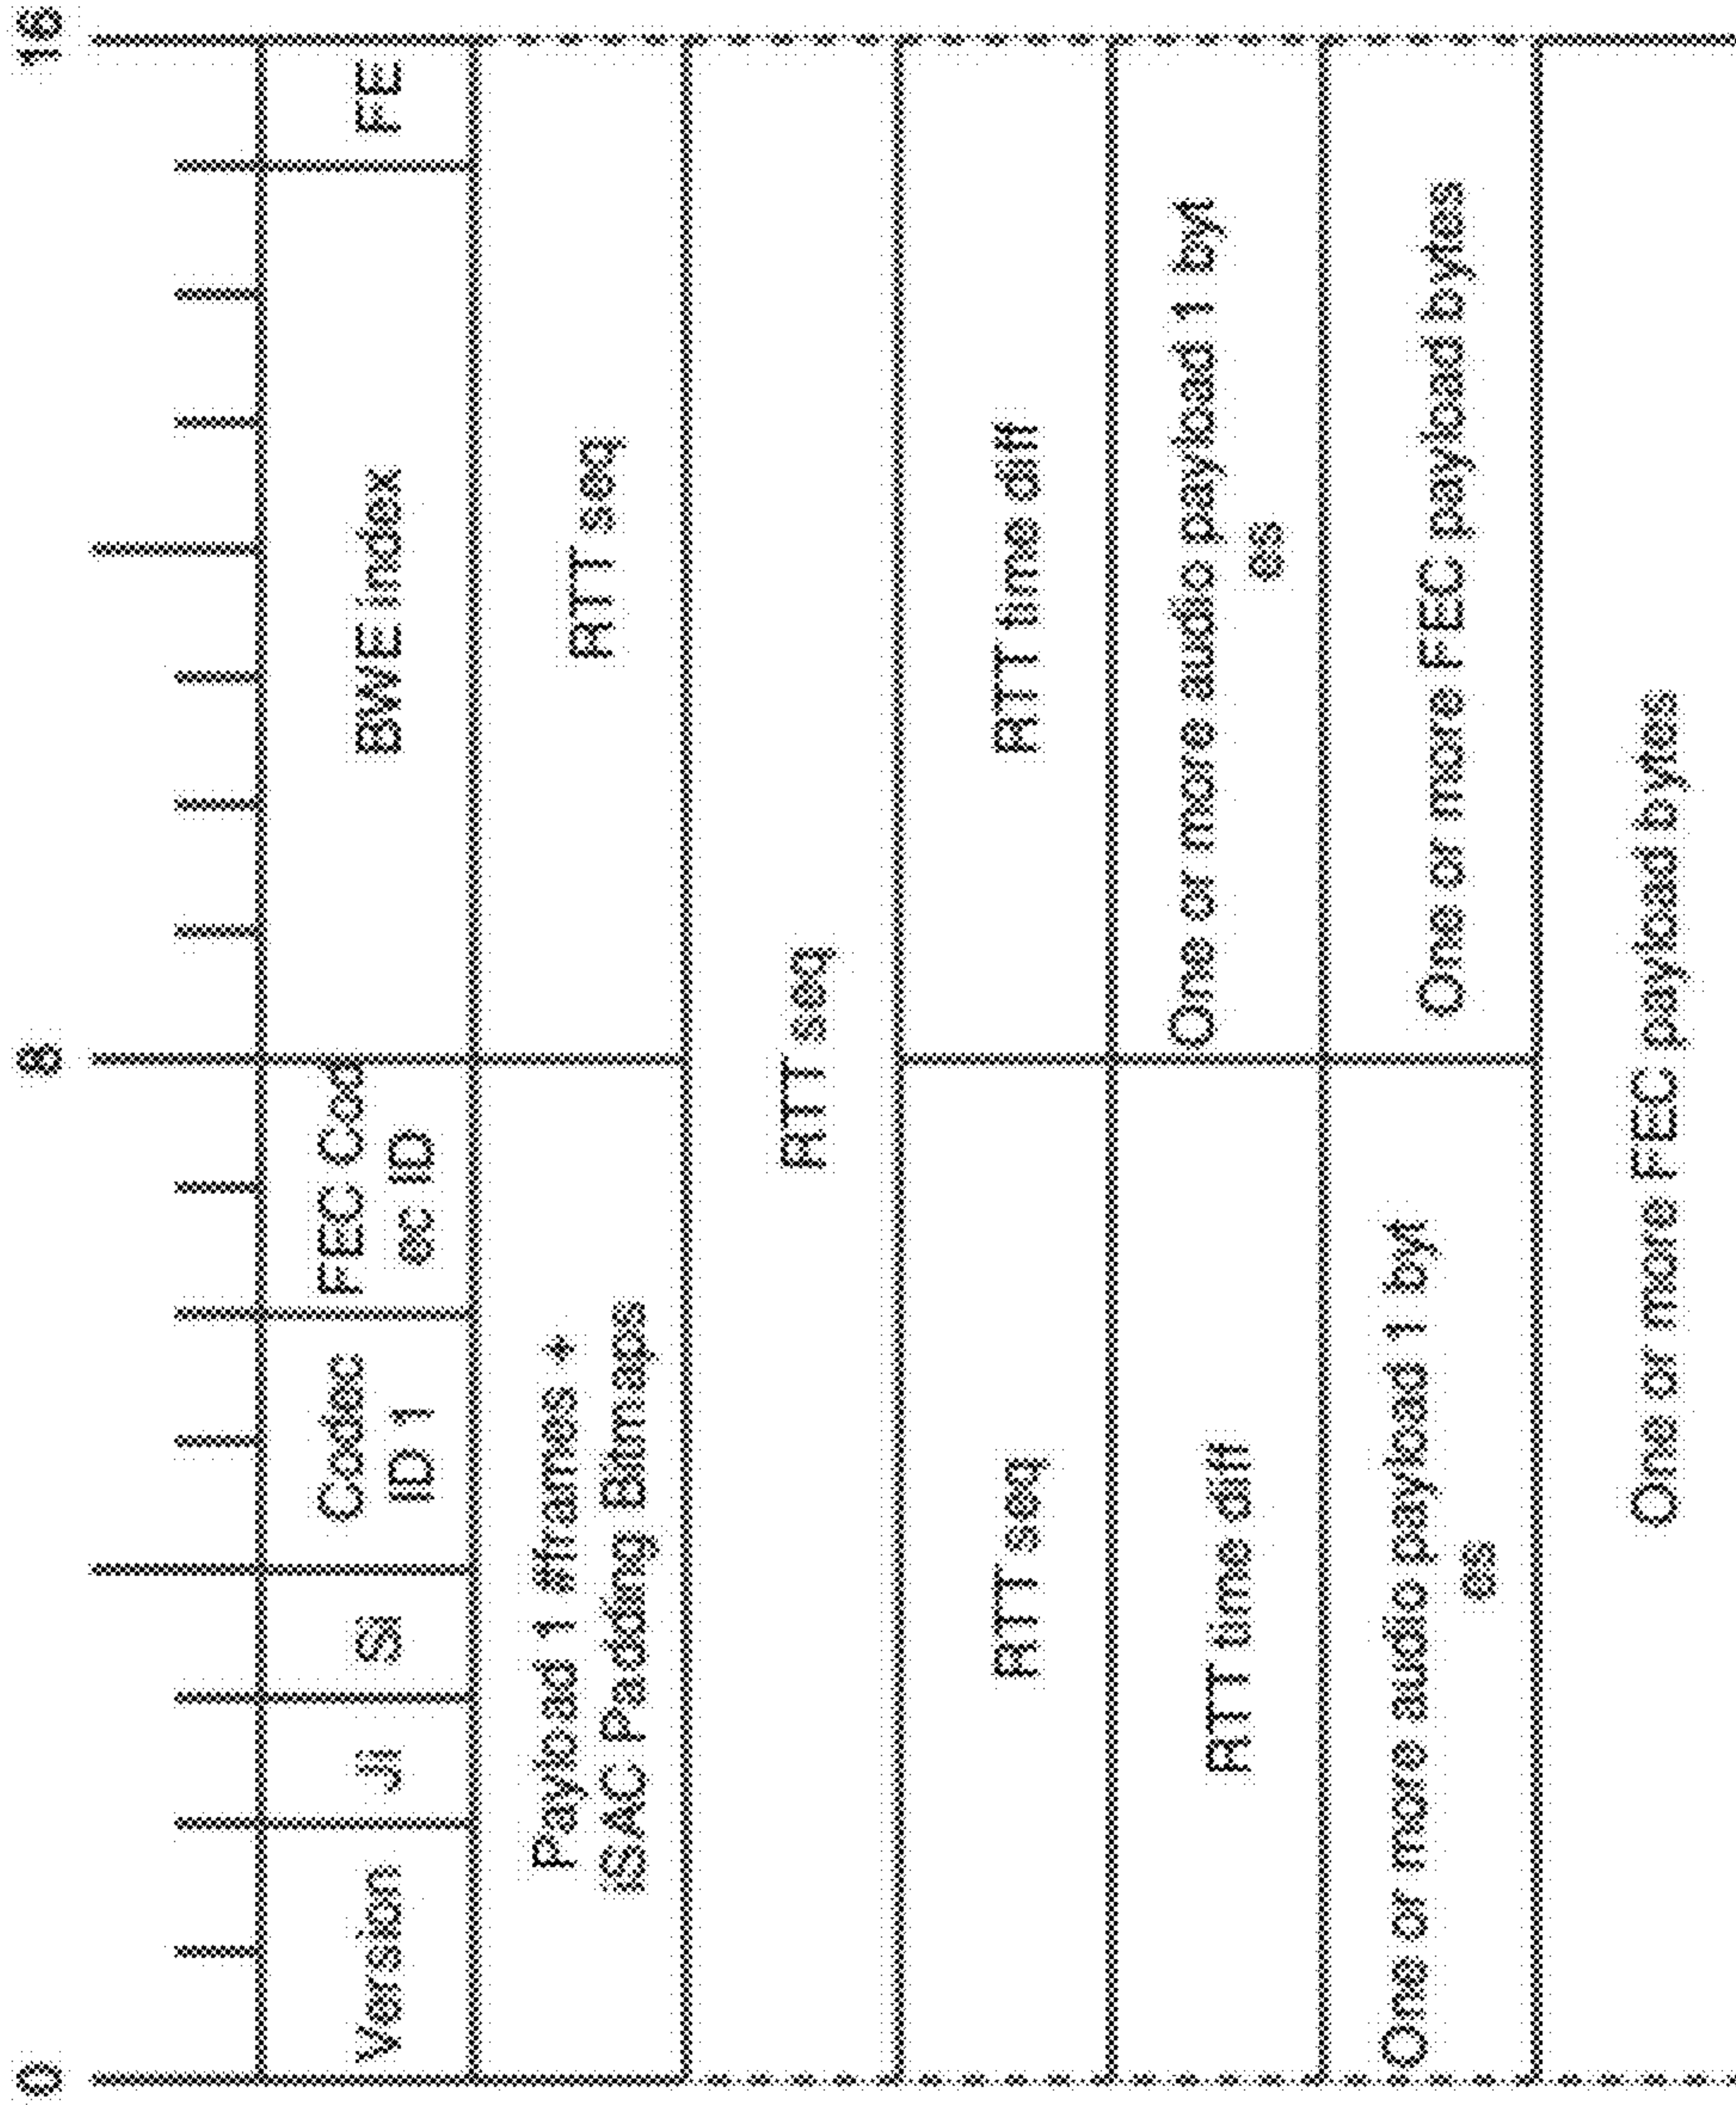 0
8
16
Version
Ji
SI
Codec
ID 1
FEC Cod
ec ID
BWE index
FE
Payload 1 #frames +
iSAC Padding Bitmaps
RTT seq
RTT seq
RTT seq
RTT time diff
RTT time diff
One or more audio payload 1 byt
es
One or more audio payload 1 byt
es
One or more FEC payload bytes
One or more FEC payload bytes